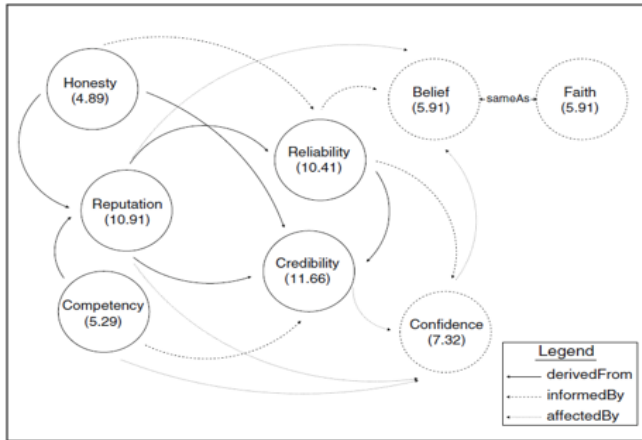 Honesty
(4.89)
Belief
(5.91)
sameAs
Faith
(5.91)
Reliability
(10.41)
Reputation
(10.91)
Credibility
(11.66)
Competency
(5.29)
Confidence
(7.32)
Legend
derivedFrom
informedBy
affectedBy